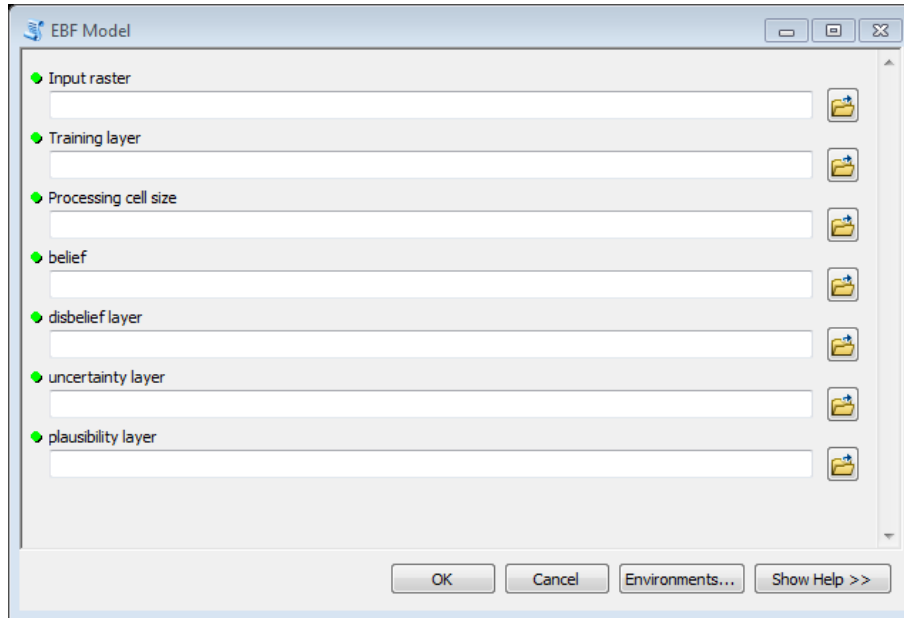 EBF Model
Input raster
Training layer
Processing cell size
belief
disbelief layer
uncertainty layer
plausibility layer
OK Cancel Environments... Show Help >>